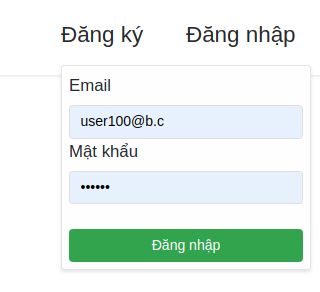 Đăng ký Đăng nhập
Email
user100@b.c
Mật khẩu
••••••
Đăng nhập